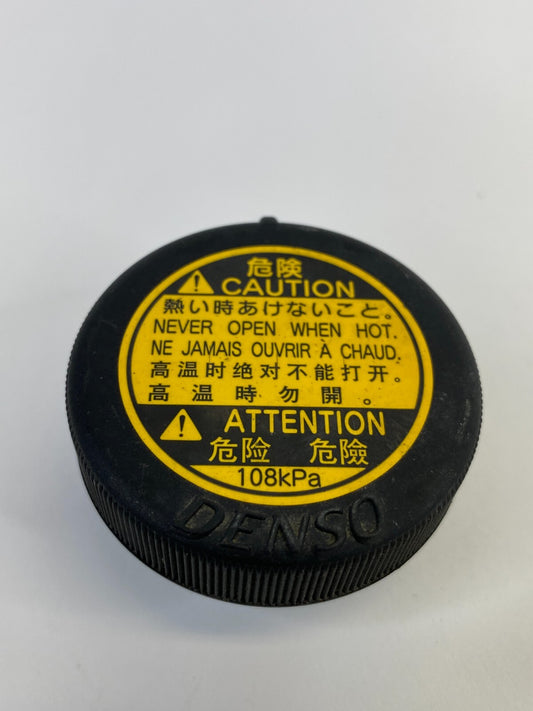 危険
CAUTION
熱い時あけないこと。
NEVER OPEN WHEN HOT.
NE JAMAIS OUVRIR À CHAUD.
高温时绝对不能打开。
高温時勿開。
ATTENTION
危险 危險
108kPa
DENSO